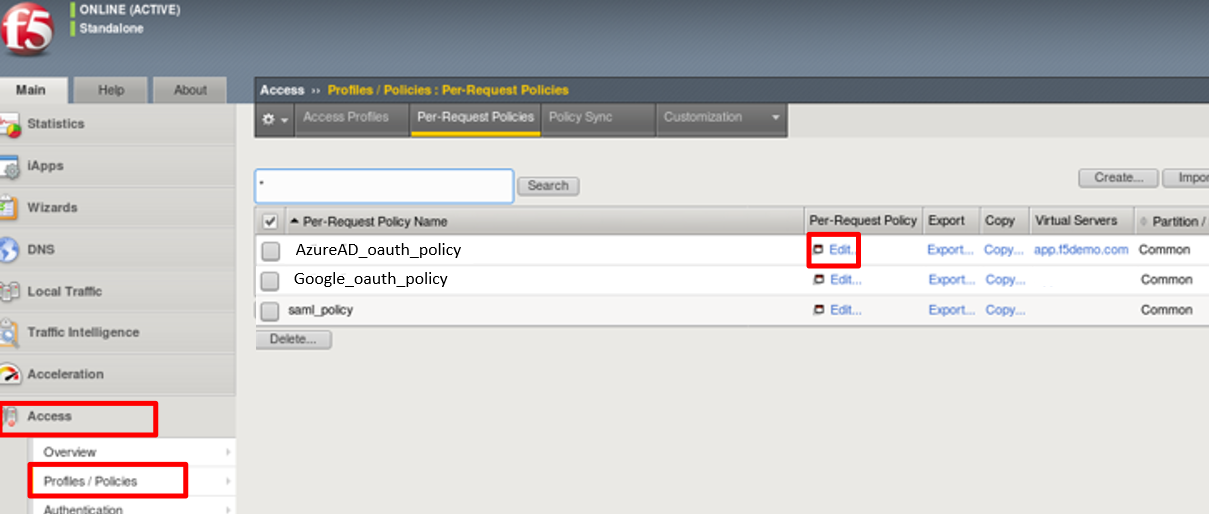 f5
ONLINE (ACTIVE)
Standalone
Main Help About
Access ›› Profiles / Policies : Per-Request Policies
Access Profiles Per-Request Policies Policy Sync Customization
Statistics
iApps
Wizards
DNS
Local Traffic
Traffic Intelligence
Acceleration
Access
Overview
Profiles / Policies
Authentication
* Search Create... Impor
Per-Request Policy Name Per-Request Policy Export Copy Virtual Servers Partition /
AzureAD_oauth_policy Edit.. Export... Copy... app.f5demo.com Common
Google_oauth_policy Edit... Export... Copy... Common
saml_policy Edit... Export... Copy... Common
Delete...